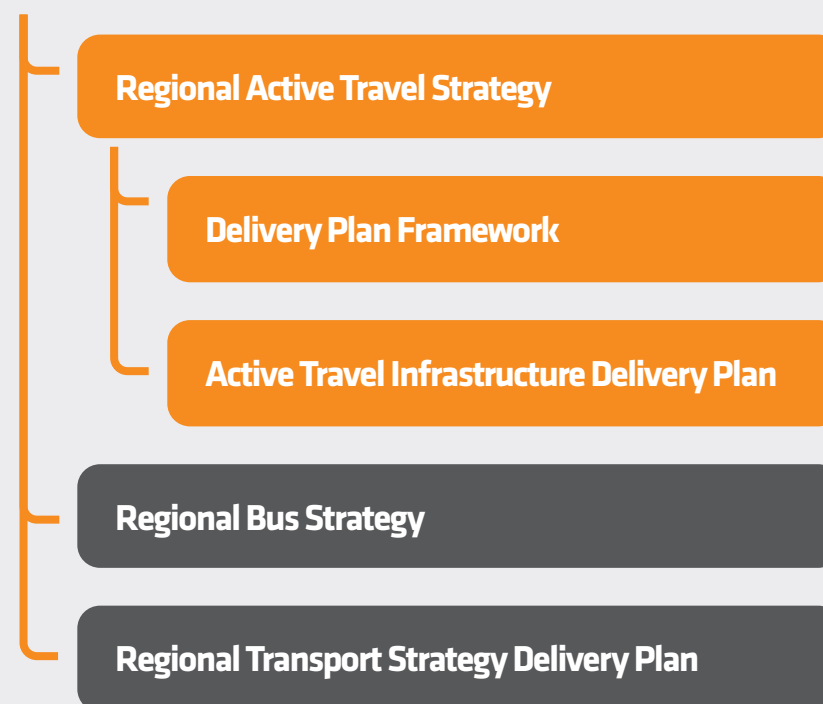 Regional Active Travel Strategy
Delivery Plan Framework
Active Travel Infrastructure Delivery Plan
Regional Bus Strategy
Regional Transport Strategy Delivery Plan